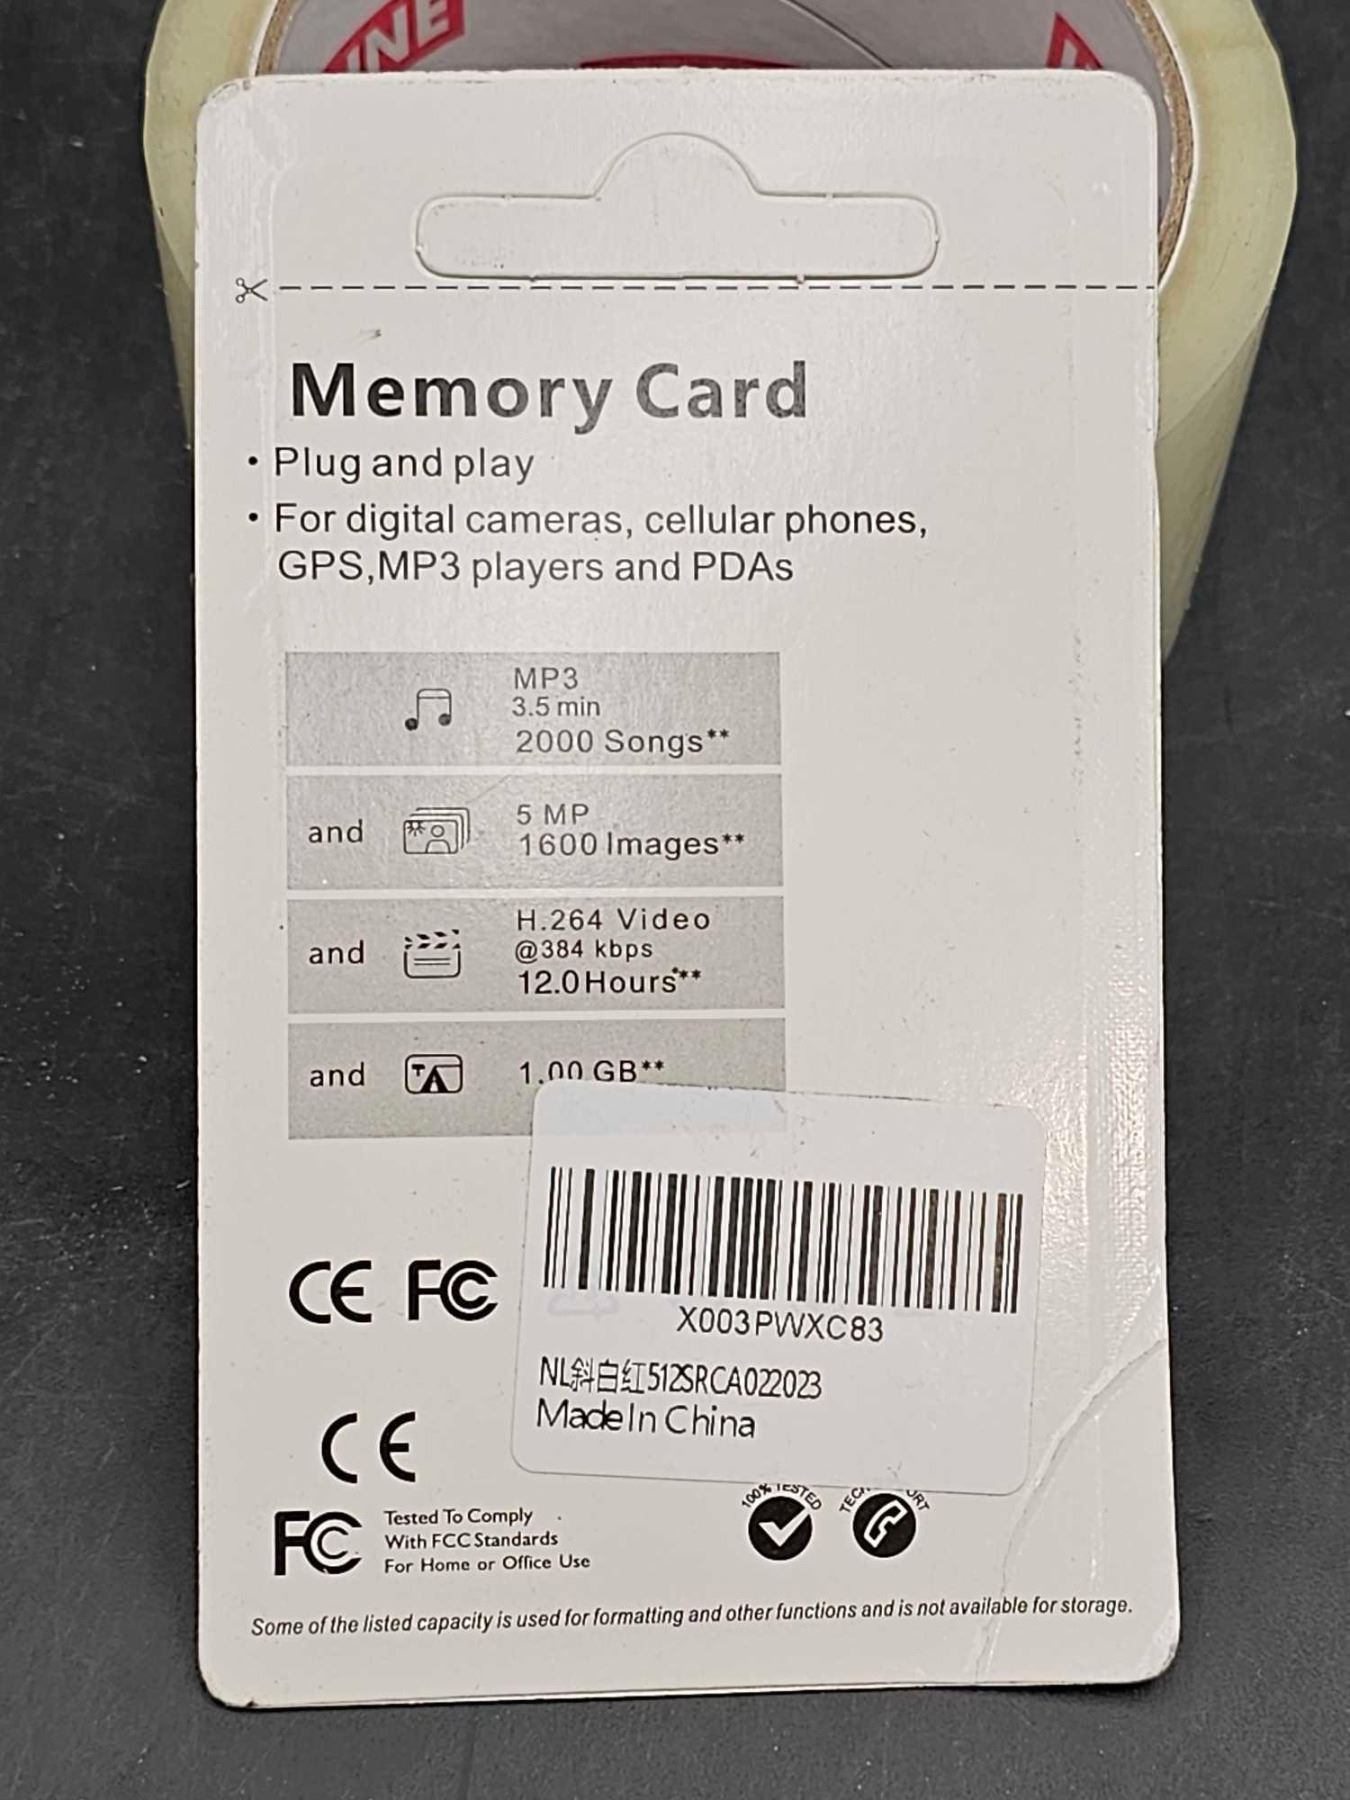 INE
Memory Card
• Plug and play
• For digital cameras, cellular phones,
GPS,MP3 players and PDAs
MP3
3.5 min
2000 Songs**
and
5 MP
1600 Images**
and
H.264 Video
@384 kbps
12.0 Hours***
and
TA
1.00 GB**
CE FC
X003PWXC83
NL斜白红512SRCA022023
Made In China
CE
FC
Tested To Comply
With FCC Standards
For Home or Office Use
100% TESTED
Some of the listed capacity is used for formatting and other functions and is not available for storage.